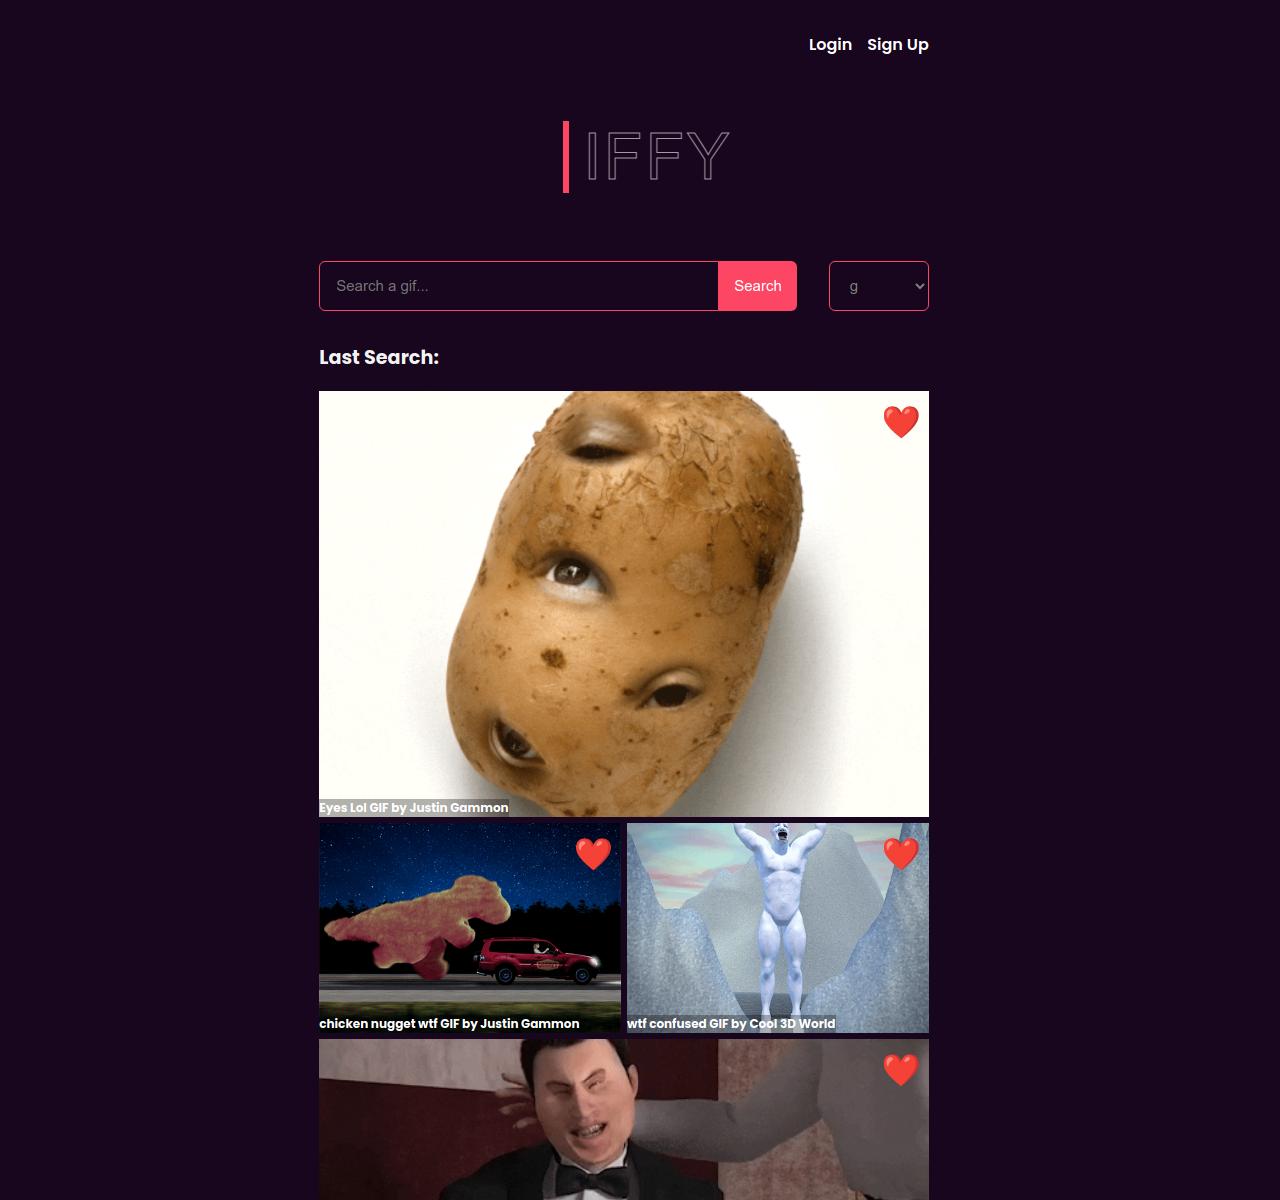 Login Sign Up
IFFY
Search a gif...
Search
g
Last Search:
Eyes Lol GIF by Justin Gammon
chicken nugget wtf GIF by Justin Gammon
wtf confused GIF by Cool 3D World